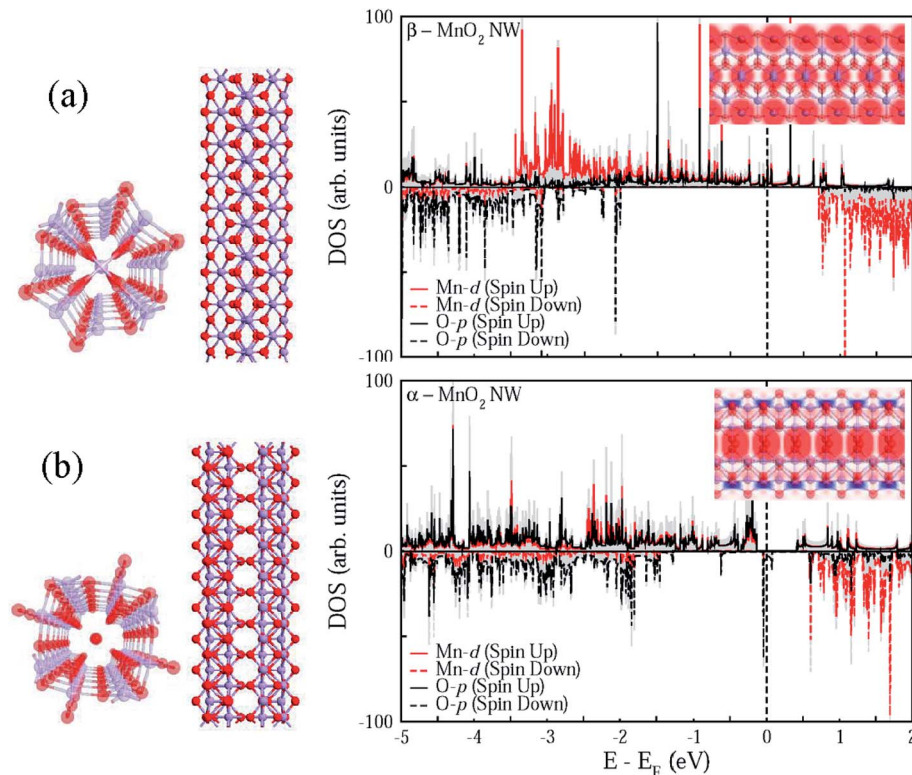 (a)
β – MnO₂ NW
100
0
-100
DOS (arb. units)
Mn-d (Spin Up)
Mn-d (Spin Down)
O-p (Spin Up)
O-p (Spin Down)
(b)
α – MnO₂ NW
100
0
-100
DOS (arb. units)
Mn-d (Spin Up)
Mn-d (Spin Down)
O-p (Spin Up)
O-p (Spin Down)
-5 -4 -3 -2 -1 0 1 2
E - E_F (eV)